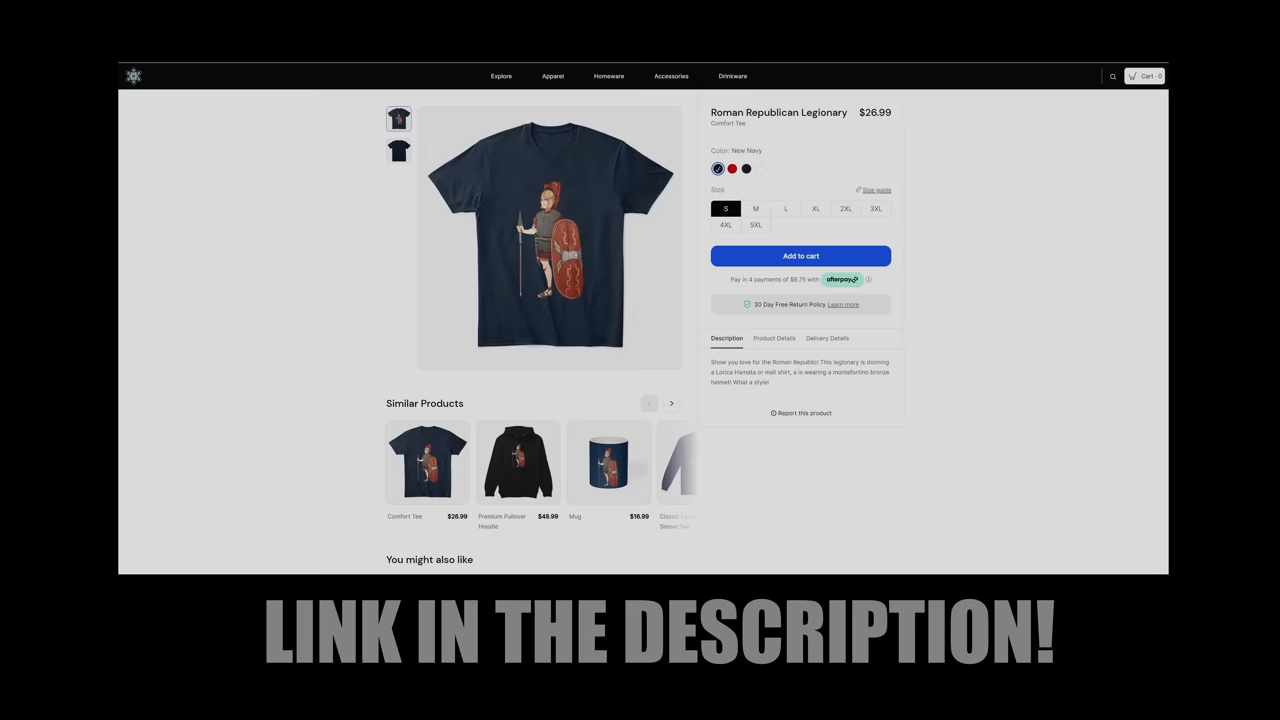 Explore
Apparel
Homeware
Accessories
Drinkware
Cart · 0
Roman Republican Legionary $26.99
Comfort Tee
Color: New Navy
Size
Size guide
S M L XL 2XL 3XL
4XL 5XL
Add to cart
Pay in 4 payments of $6.75 with afterpay
30 Day Free Return Policy Learn more
Description Product Details Delivery Details
Show you love for the Roman Republic! This legionary is donning
a Lorica Hamata or mail shirt, a is wearing a montefortino bronze
helmet! What a style!
Report this product
Similar Products
Comfort Tee $26.99
Premium Pullover
Hoodie
$48.99
Mug $16.99
Classic Long
Sleeve Tee
You might also like
LINK IN THE DESCRIPTION!